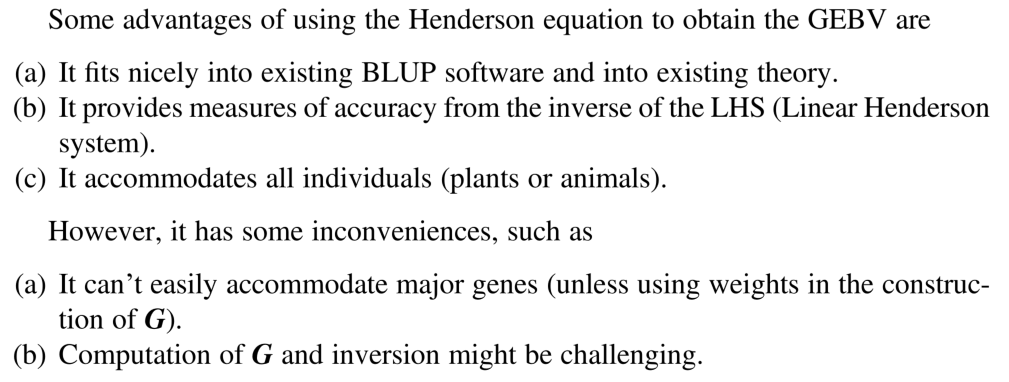 Some advantages of using the Henderson equation to obtain the GEBV are
(a) It fits nicely into existing BLUP software and into existing theory.
(b) It provides measures of accuracy from the inverse of the LHS (Linear Henderson
system).
(c) It accommodates all individuals (plants or animals).
However, it has some inconveniences, such as
(a) It can’t easily accommodate major genes (unless using weights in the construc-
tion of G).
(b) Computation of G and inversion might be challenging.